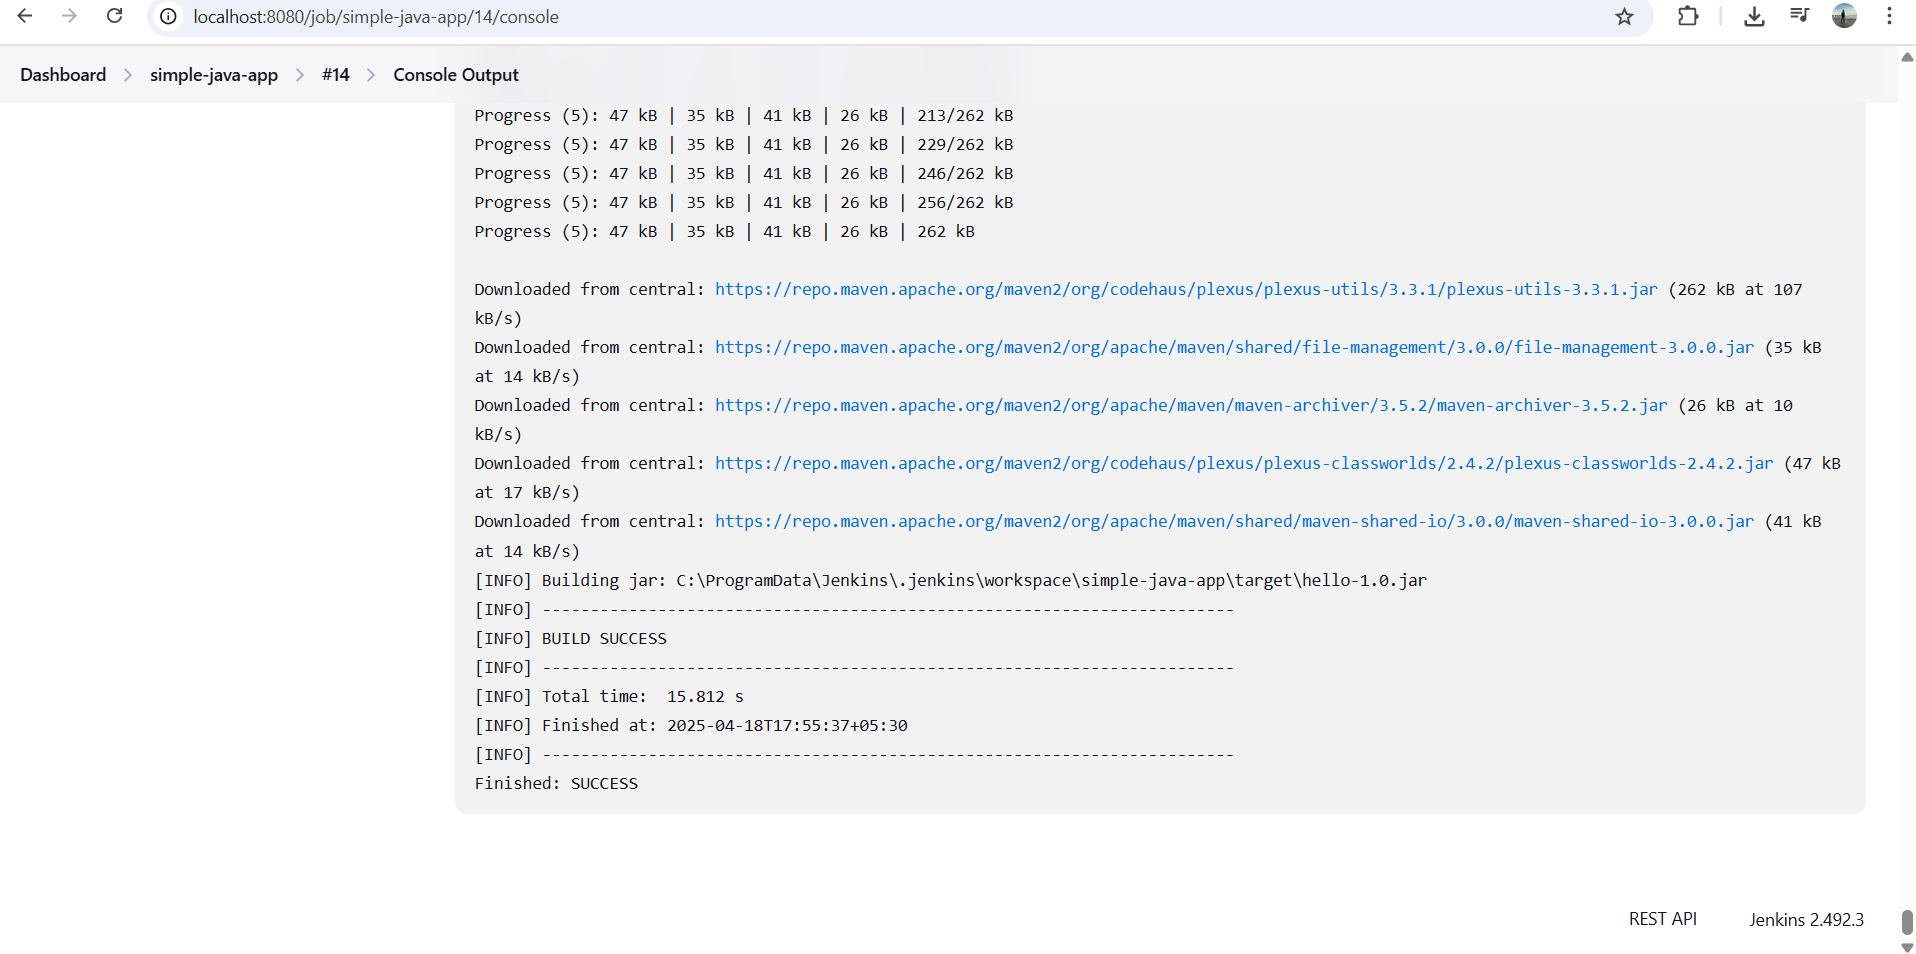 localhost:8080/job/simple-java-app/14/console
Dashboard > simple-java-app > #14 > Console Output
Progress (5): 47 kB | 35 kB | 41 kB | 26 kB | 213/262 kB
Progress (5): 47 kB | 35 kB | 41 kB | 26 kB | 229/262 kB
Progress (5): 47 kB | 35 kB | 41 kB | 26 kB | 246/262 kB
Progress (5): 47 kB | 35 kB | 41 kB | 26 kB | 256/262 kB
Progress (5): 47 kB | 35 kB | 41 kB | 26 kB | 262 kB
Downloaded from central: https://repo.maven.apache.org/maven2/org/codehaus/plexus/plexus-utils/3.3.1/plexus-utils-3.3.1.jar (262 kB at 107
kB/s)
Downloaded from central: https://repo.maven.apache.org/maven2/org/apache/maven/shared/file-management/3.0.0/file-management-3.0.0.jar (35 kB
at 14 kB/s)
Downloaded from central: https://repo.maven.apache.org/maven2/org/apache/maven/maven-archiver/3.5.2/maven-archiver-3.5.2.jar (26 kB at 10
kB/s)
Downloaded from central: https://repo.maven.apache.org/maven2/org/codehaus/plexus/plexus-classworlds/2.4.2/plexus-classworlds-2.4.2.jar (47 kB
at 17 kB/s)
Downloaded from central: https://repo.maven.apache.org/maven2/org/apache/maven/shared/maven-shared-io/3.0.0/maven-shared-io-3.0.0.jar (41 kB
at 14 kB/s)
[INFO] Building jar: C:\ProgramData\Jenkins\.jenkins\workspace\simple-java-app\target\hello-1.0.jar
[INFO] ------------------------------------------------------------------------
[INFO] BUILD SUCCESS
[INFO] ------------------------------------------------------------------------
[INFO] Total time:  15.812 s
[INFO] Finished at: 2025-04-18T17:55:37+05:30
[INFO] ------------------------------------------------------------------------
Finished: SUCCESS
REST API
Jenkins 2.492.3